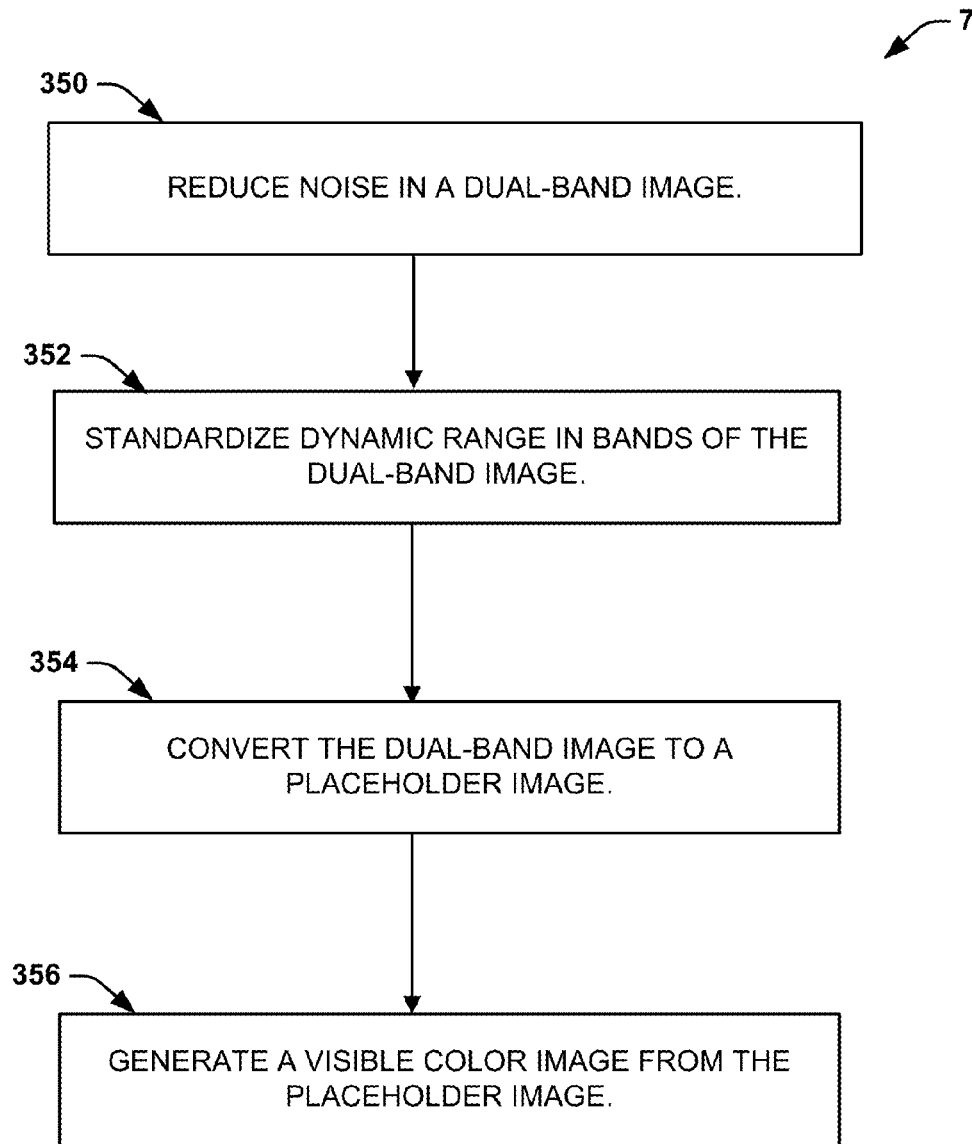 7
350
REDUCE NOISE IN A DUAL-BAND IMAGE.
352
STANDARDIZE DYNAMIC RANGE IN BANDS OF THE
DUAL-BAND IMAGE.
354
CONVERT THE DUAL-BAND IMAGE TO A
PLACEHOLDER IMAGE.
356
GENERATE A VISIBLE COLOR IMAGE FROM THE
PLACEHOLDER IMAGE.